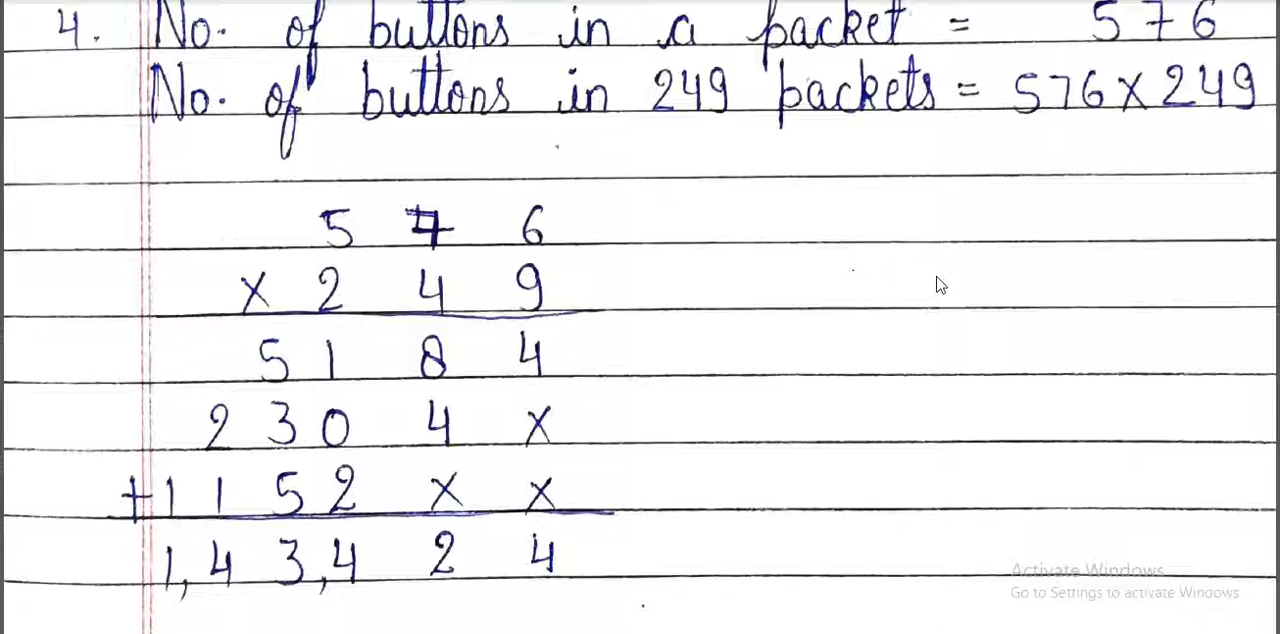 4. No. of buttons in a packet = 576
No. of buttons in 249 packets = 576 × 249
5 7 6
× 2 4 9
5 1 8 4
2 3 0 4 ×
+ 1 1 5 2 × ×
1,4 3,4 2 4
Activate Windows
Go to Settings to activate Windows